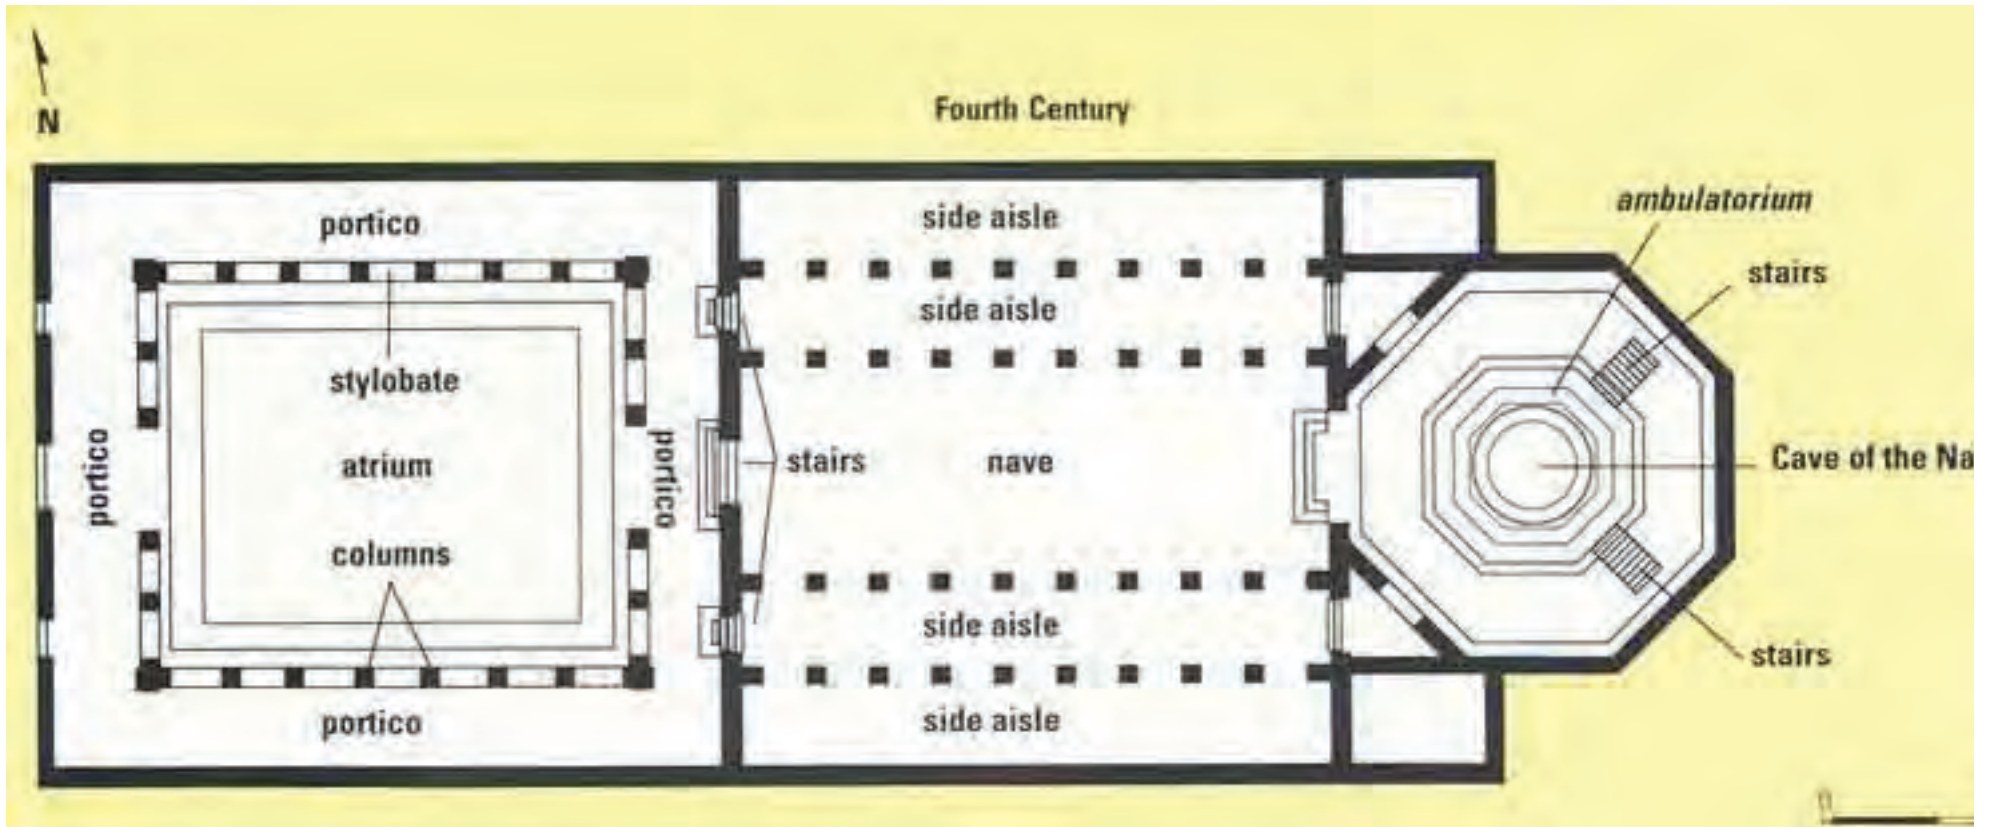 N
Fourth Century
portico
side aisle
ambulatorium
stairs
side aisle
stylobate
portico
atrium
portico
stairs
nave
Cave of the Na
columns
side aisle
stairs
portico
side aisle
0